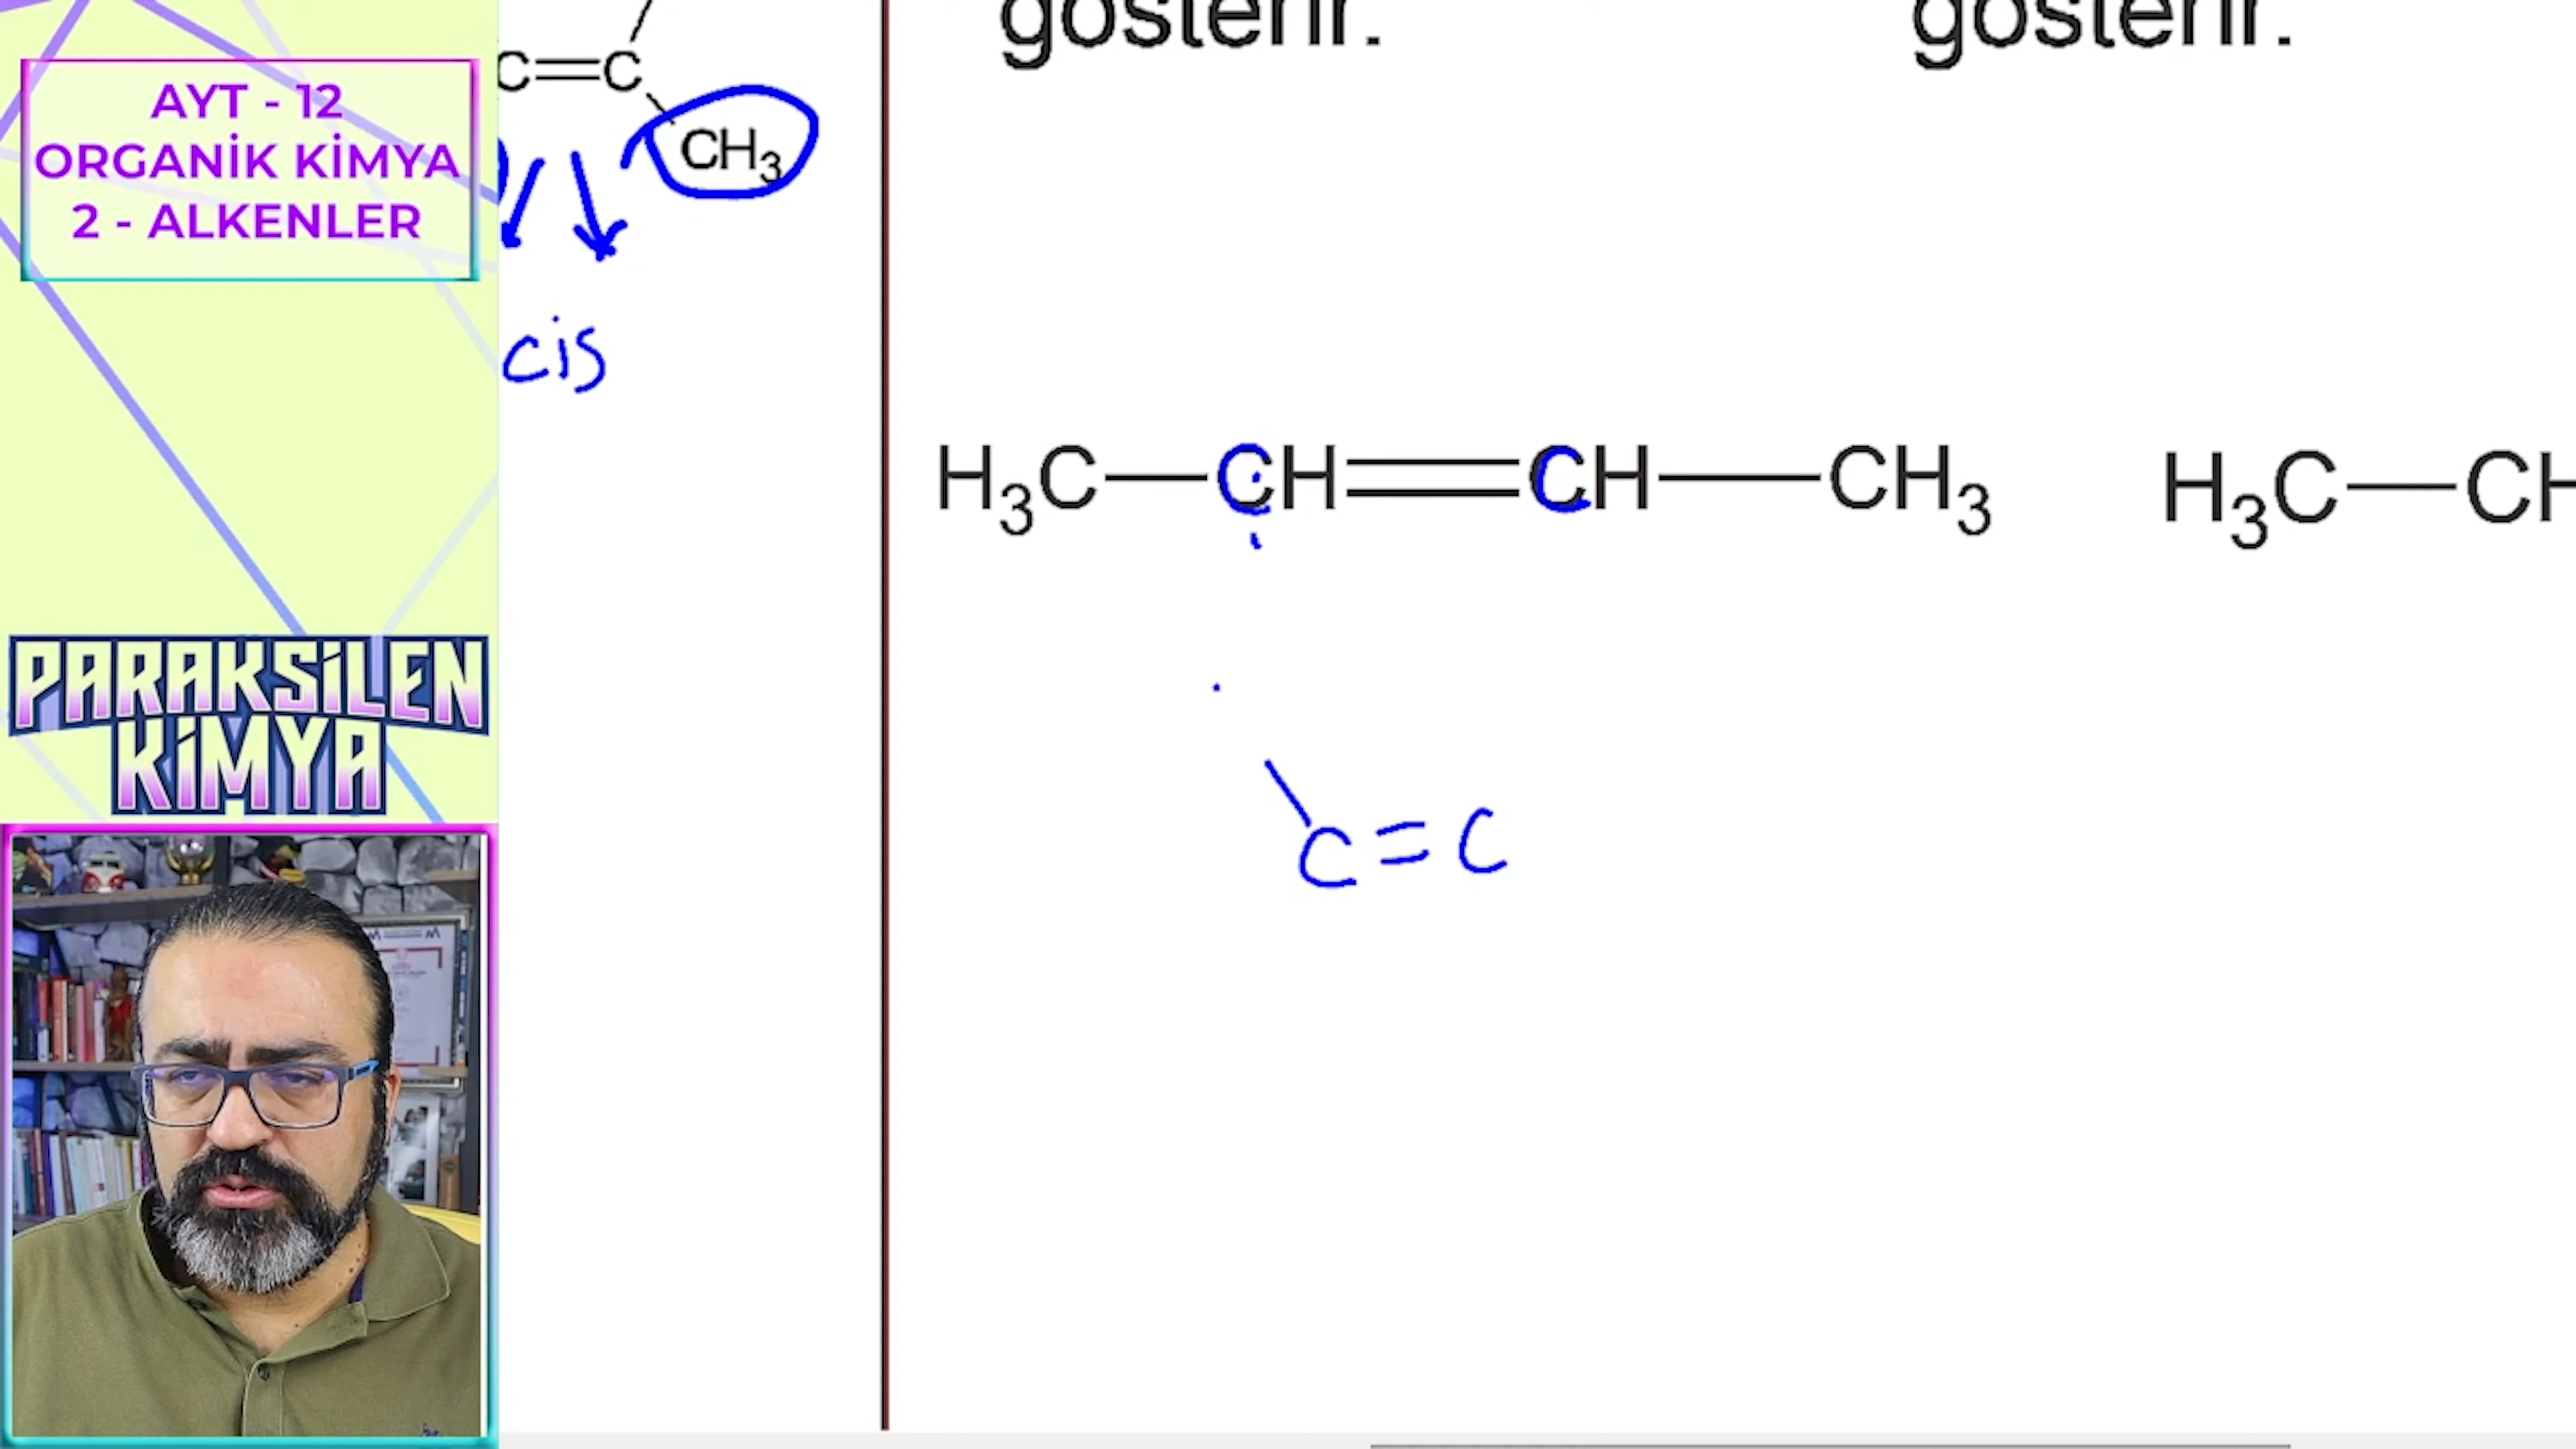 AYT - 12
ORGANİK KİMYA
2 - ALKENLER
PARAKSİLEN
KİMYA
C=C
CH3
cis
gösterir.
gösterir.
H3C—CH=CH—CH3
H3C—CH
C=C